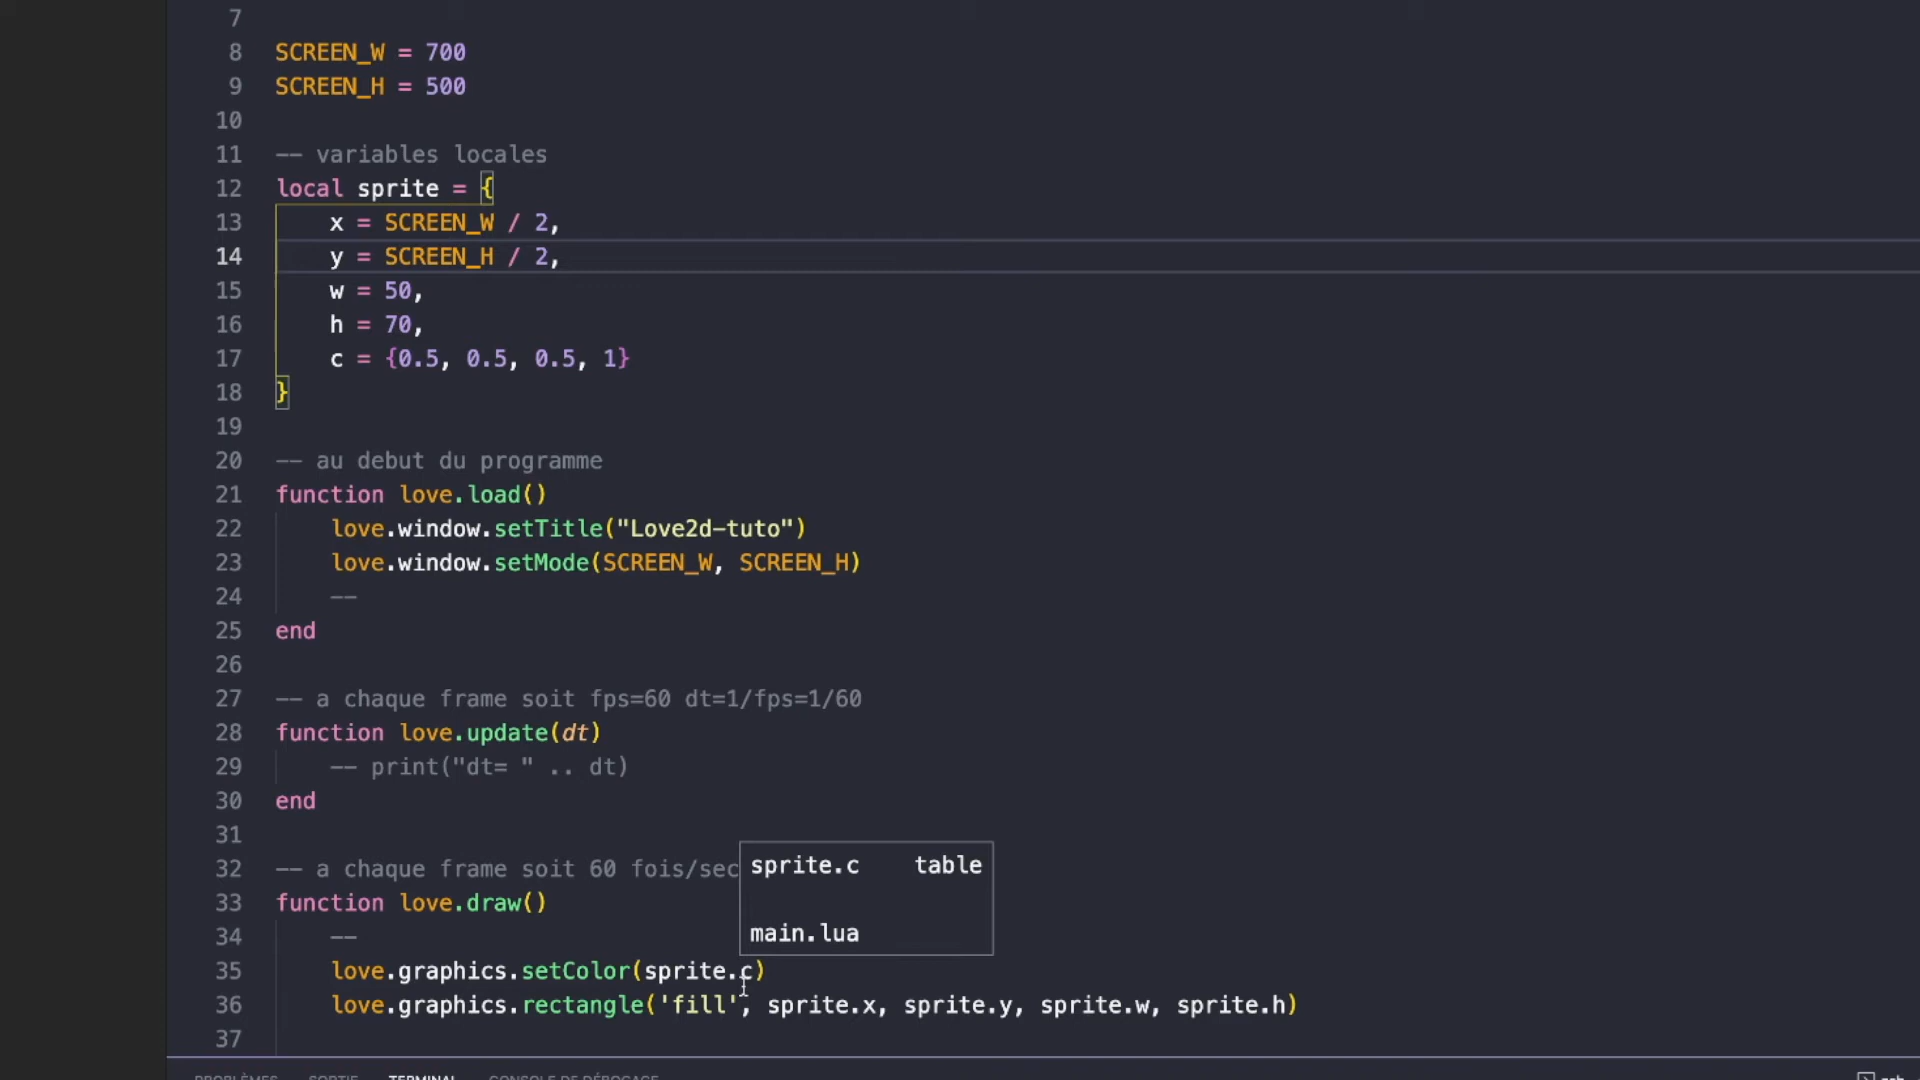 7
8 SCREEN_W = 700
9 SCREEN_H = 500
10
11 -- variables locales
12 local sprite = {
13 x = SCREEN_W / 2,
14 y = SCREEN_H / 2,
15 w = 50,
16 h = 70,
17 c = {0.5, 0.5, 0.5, 1}
18 }
19
20 -- au debut du programme
21 function love.load()
22 love.window.setTitle("Love2d-tuto")
23 love.window.setMode(SCREEN_W, SCREEN_H)
24 --
25 end
26
27 -- a chaque frame soit fps=60 dt=1/fps=1/60
28 function love.update(dt)
29 -- print("dt= " .. dt)
30 end
31
32 -- a chaque frame soit 60 fois/sec
sprite.c table
main.lua
33 function love.draw()
34 --
35 love.graphics.setColor(sprite.c)
36 love.graphics.rectangle('fill', sprite.x, sprite.y, sprite.w, sprite.h)
37
PROBLÈMES SORTIE TERMINAL CONSOLE DE DÉBOGAGE